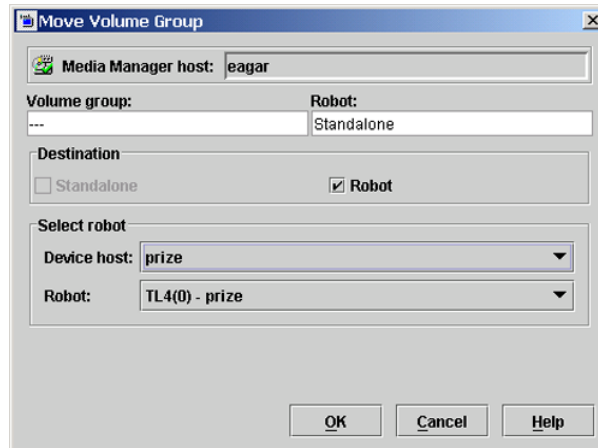 Move Volume Group
Media Manager host: eagar
Volume group: Robot:
--- Standalone
Destination
Standalone Robot
Select robot
Device host: prize
Robot: TL4(0) - prize
OK Cancel Help